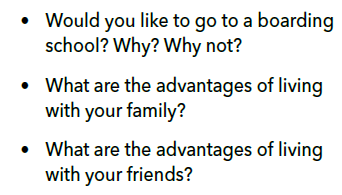 • Would you like to go to a boarding
school? Why? Why not?
• What are the advantages of living
with your family?
• What are the advantages of living
with your friends?